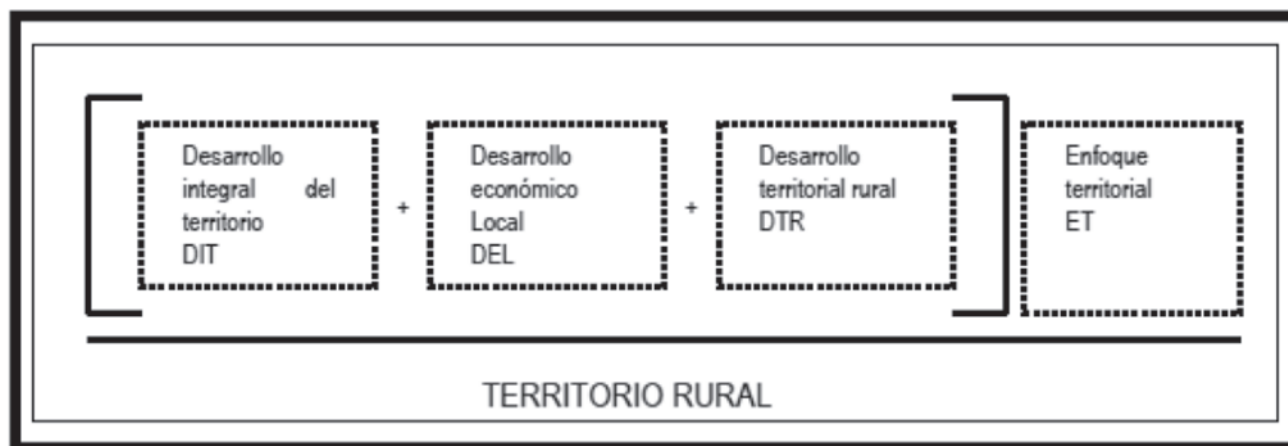 Desarrollo
integral del
territorio
DIT
+
Desarrollo
económico
Local
DEL
+
Desarrollo
territorial rural
DTR
Enfoque
territorial
ET
TERRITORIO RURAL